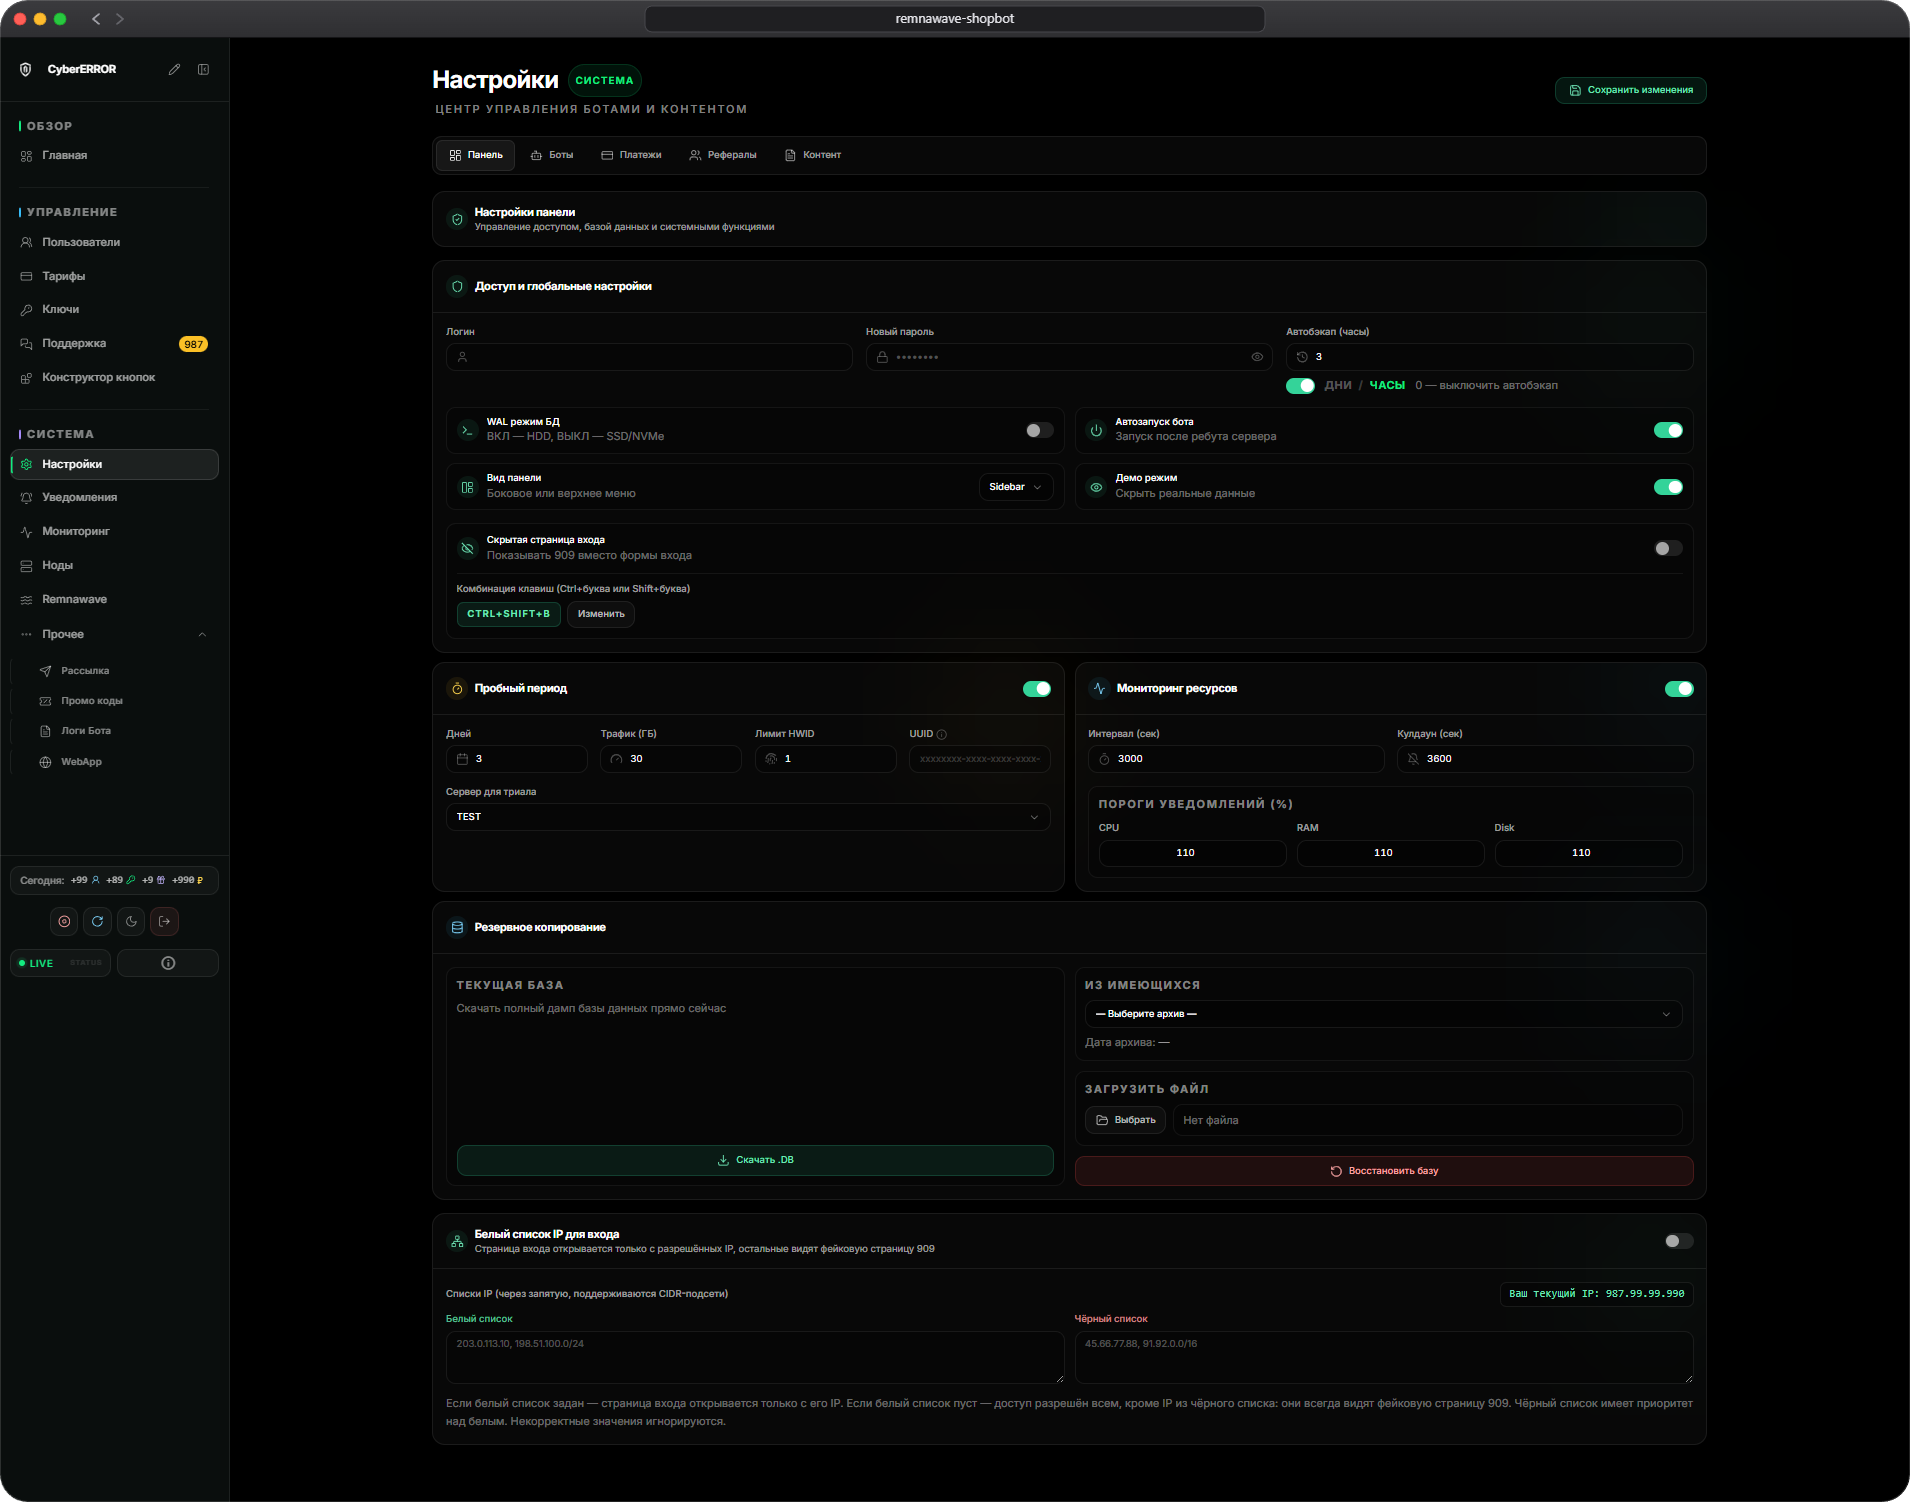 remnawave-shopbot
CyberERROR
ОБЗОР
Главная
УПРАВЛЕНИЕ
Пользователи
Тарифы
Ключи
Поддержка 987
Конструктор кнопок
СИСТЕМА
Настройки
Уведомления
Мониторинг
Ноды
Remnawave
Прочее
Рассылка
Промо коды
Логи Бота
WebApp
Сегодня: +99 +89 +9 +990 ₽
LIVE STATUS
Настройки СИСТЕМА
ЦЕНТР УПРАВЛЕНИЯ БОТАМИ И КОНТЕНТОМ
Сохранить изменения
Панель Боты Платежи Рефералы Контент
Настройки панели
Управление доступом, базой данных и системными функциями
Доступ и глобальные настройки
Логин Новый пароль Автобэкап (часы)
•••••••• 3
ДНИ / ЧАСЫ 0 — выключить автобэкап
WAL режим БД
ВКЛ — HDD, ВЫКЛ — SSD/NVMe
Автозапуск бота
Запуск после ребута сервера
Вид панели
Боковое или верхнее меню
Sidebar
Демо режим
Скрыть реальные данные
Скрытая страница входа
Показывать 909 вместо формы входа
Комбинация клавиш (Ctrl+буква или Shift+буква)
CTRL+SHIFT+B Изменить
Пробный период
Дней Трафик (ГБ) Лимит HWID UUID
3 30 1 xxxxxxxx-xxxx-xxxx-xxxx-
Сервер для триала
TEST
Мониторинг ресурсов
Интервал (сек) Кулдаун (сек)
3000 3600
ПОРОГИ УВЕДОМЛЕНИЙ (%)
CPU RAM Disk
110 110 110
Резервное копирование
ТЕКУЩАЯ БАЗА
Скачать полный дамп базы данных прямо сейчас
Скачать .DB
ИЗ ИМЕЮЩИХСЯ
— Выберите архив —
Дата архива: —
ЗАГРУЗИТЬ ФАЙЛ
Выбрать Нет файла
Восстановить базу
Белый список IP для входа
Страница входа открывается только с разрешённых IP, остальные видят фейковую страницу 909
Списки IP (через запятую, поддерживаются CIDR-подсети)
Ваш текущий IP: 987.99.99.990
Белый список Чёрный список
203.0.113.10, 198.51.100.0/24 45.66.77.88, 91.92.0.0/16
Если белый список задан — страница входа открывается только с его IP. Если белый список пуст — доступ разрешён всем, кроме IP из чёрного списка: они всегда видят фейковую страницу 909. Чёрный список имеет приоритет
над белым. Некорректные значения игнорируются.